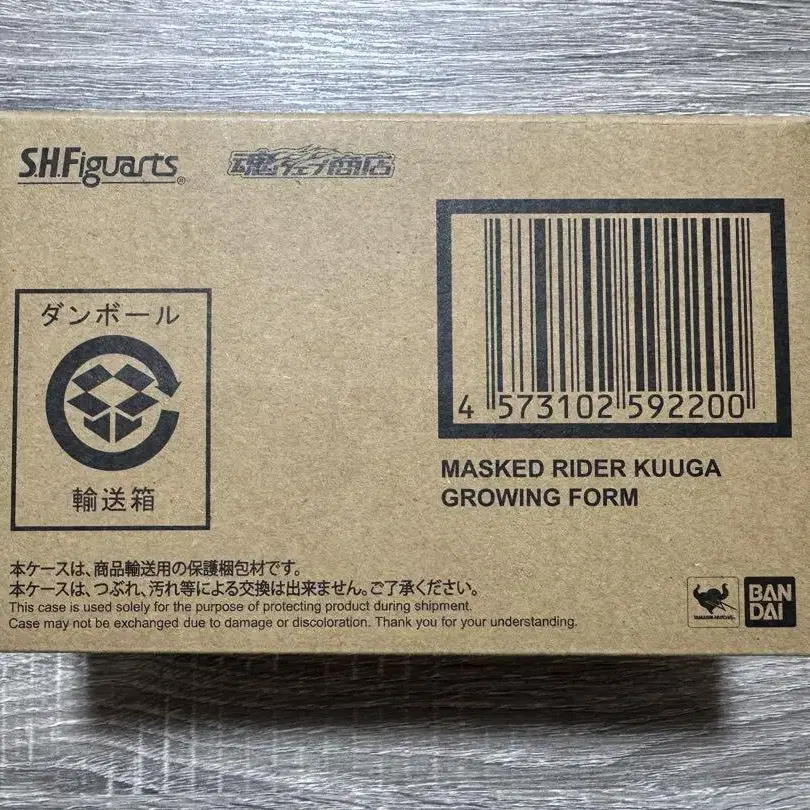 S.H.Figuarts®
魂ウェブ商店
ダンボール
輸送箱
4 573102 592200
MASKED RIDER KUUGA
GROWING FORM
本ケースは、商品輸送用の保護梱包材です。
本ケースは、つぶれ、汚れ等による交換は出来ません。ご了承ください。
This case is used solely for the purpose of protecting product during shipment.
Case may not be exchanged due to damage or discoloration. Thank you for your understanding.
TAMASHII NATIONS
BAN
DAI